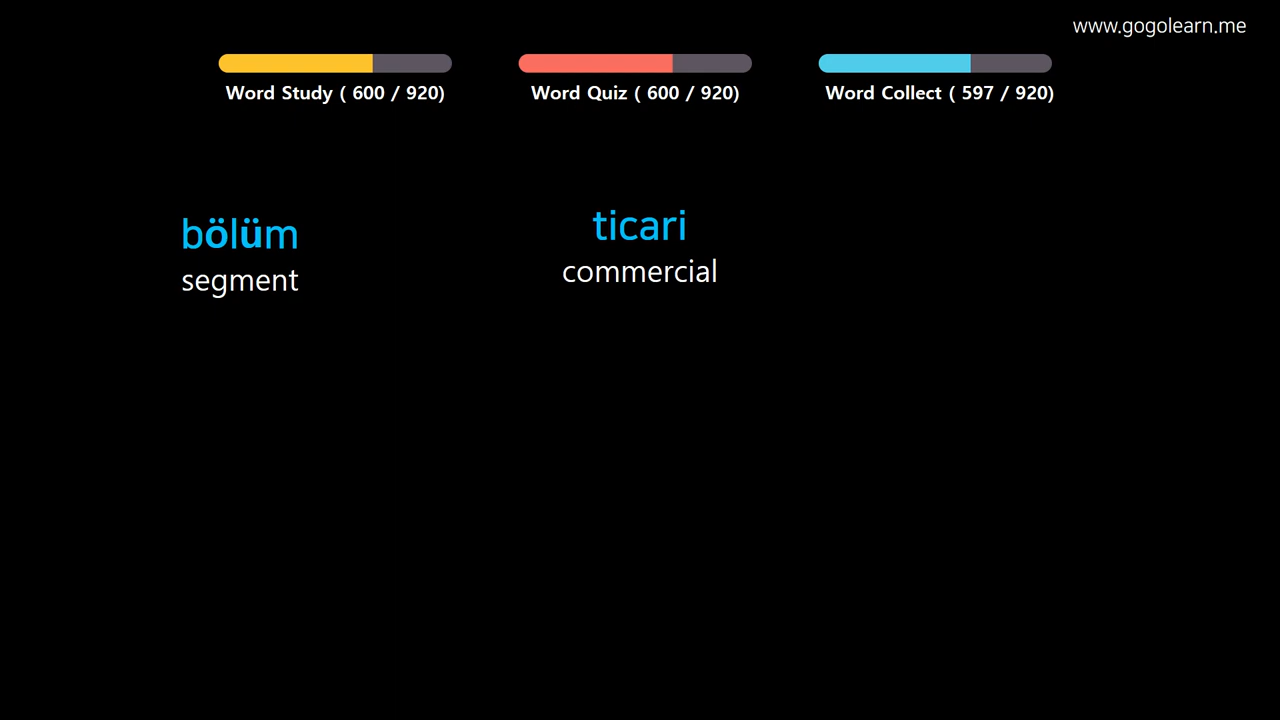 www.gogolearn.me
Word Study ( 600 / 920)
Word Quiz ( 600 / 920)
Word Collect ( 597 / 920)
bölüm
segment
ticari
commercial